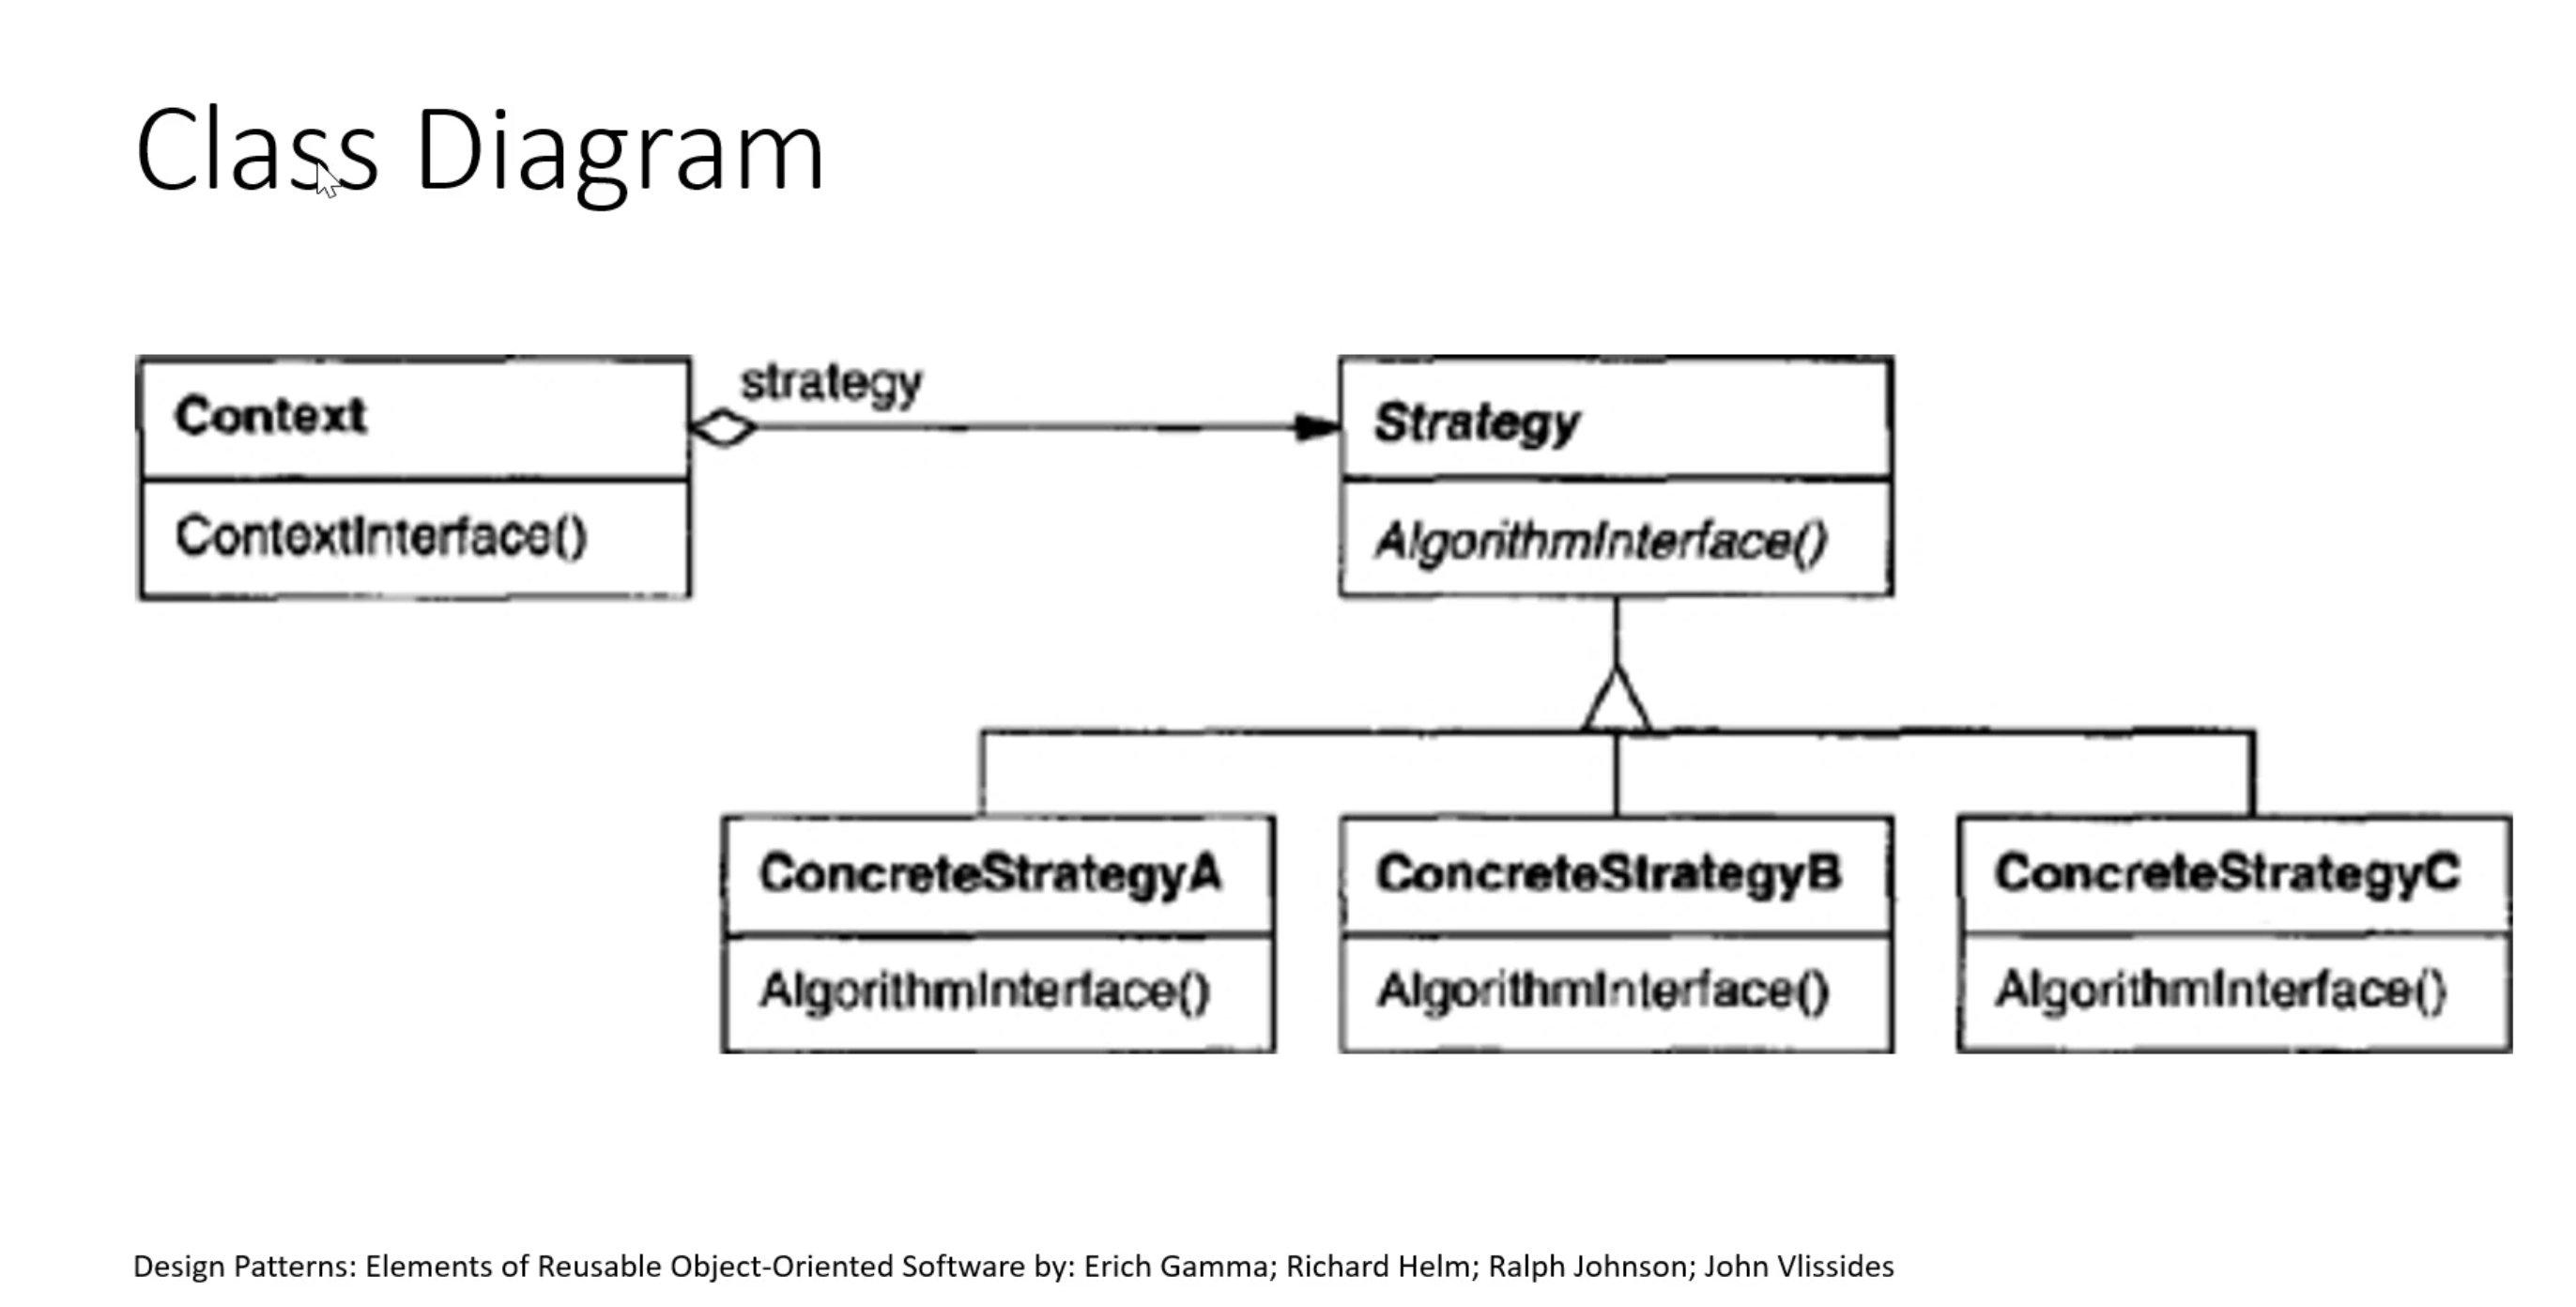 Class Diagram
Context
ContextInterface()
strategy
Strategy
AlgorithmInterface()
ConcreteStrategyA
AlgorithmInterface()
ConcreteStrategyB
AlgorithmInterface()
ConcreteStrategyC
AlgorithmInterface()
Design Patterns: Elements of Reusable Object-Oriented Software by: Erich Gamma; Richard Helm; Ralph Johnson; John Vlissides